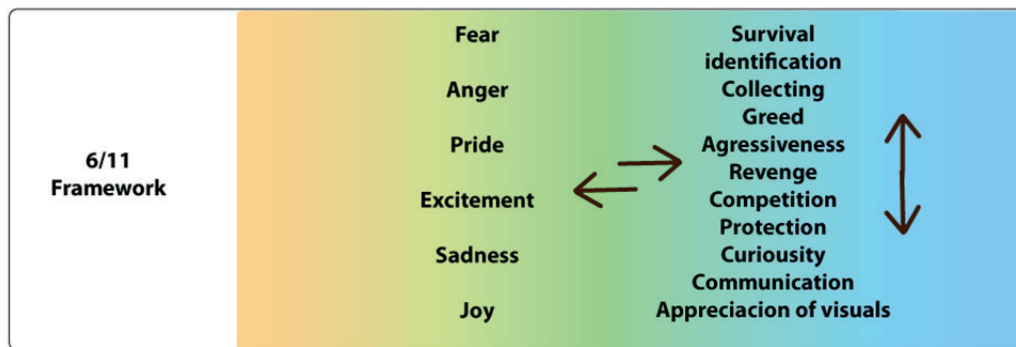 6/11
Framework
Fear
Anger
Pride
Excitement
Sadness
Joy
Survival
identification
Collecting
Greed
Agressiveness
Revenge
Competition
Protection
Curiousity
Communication
Appreciacion of visuals